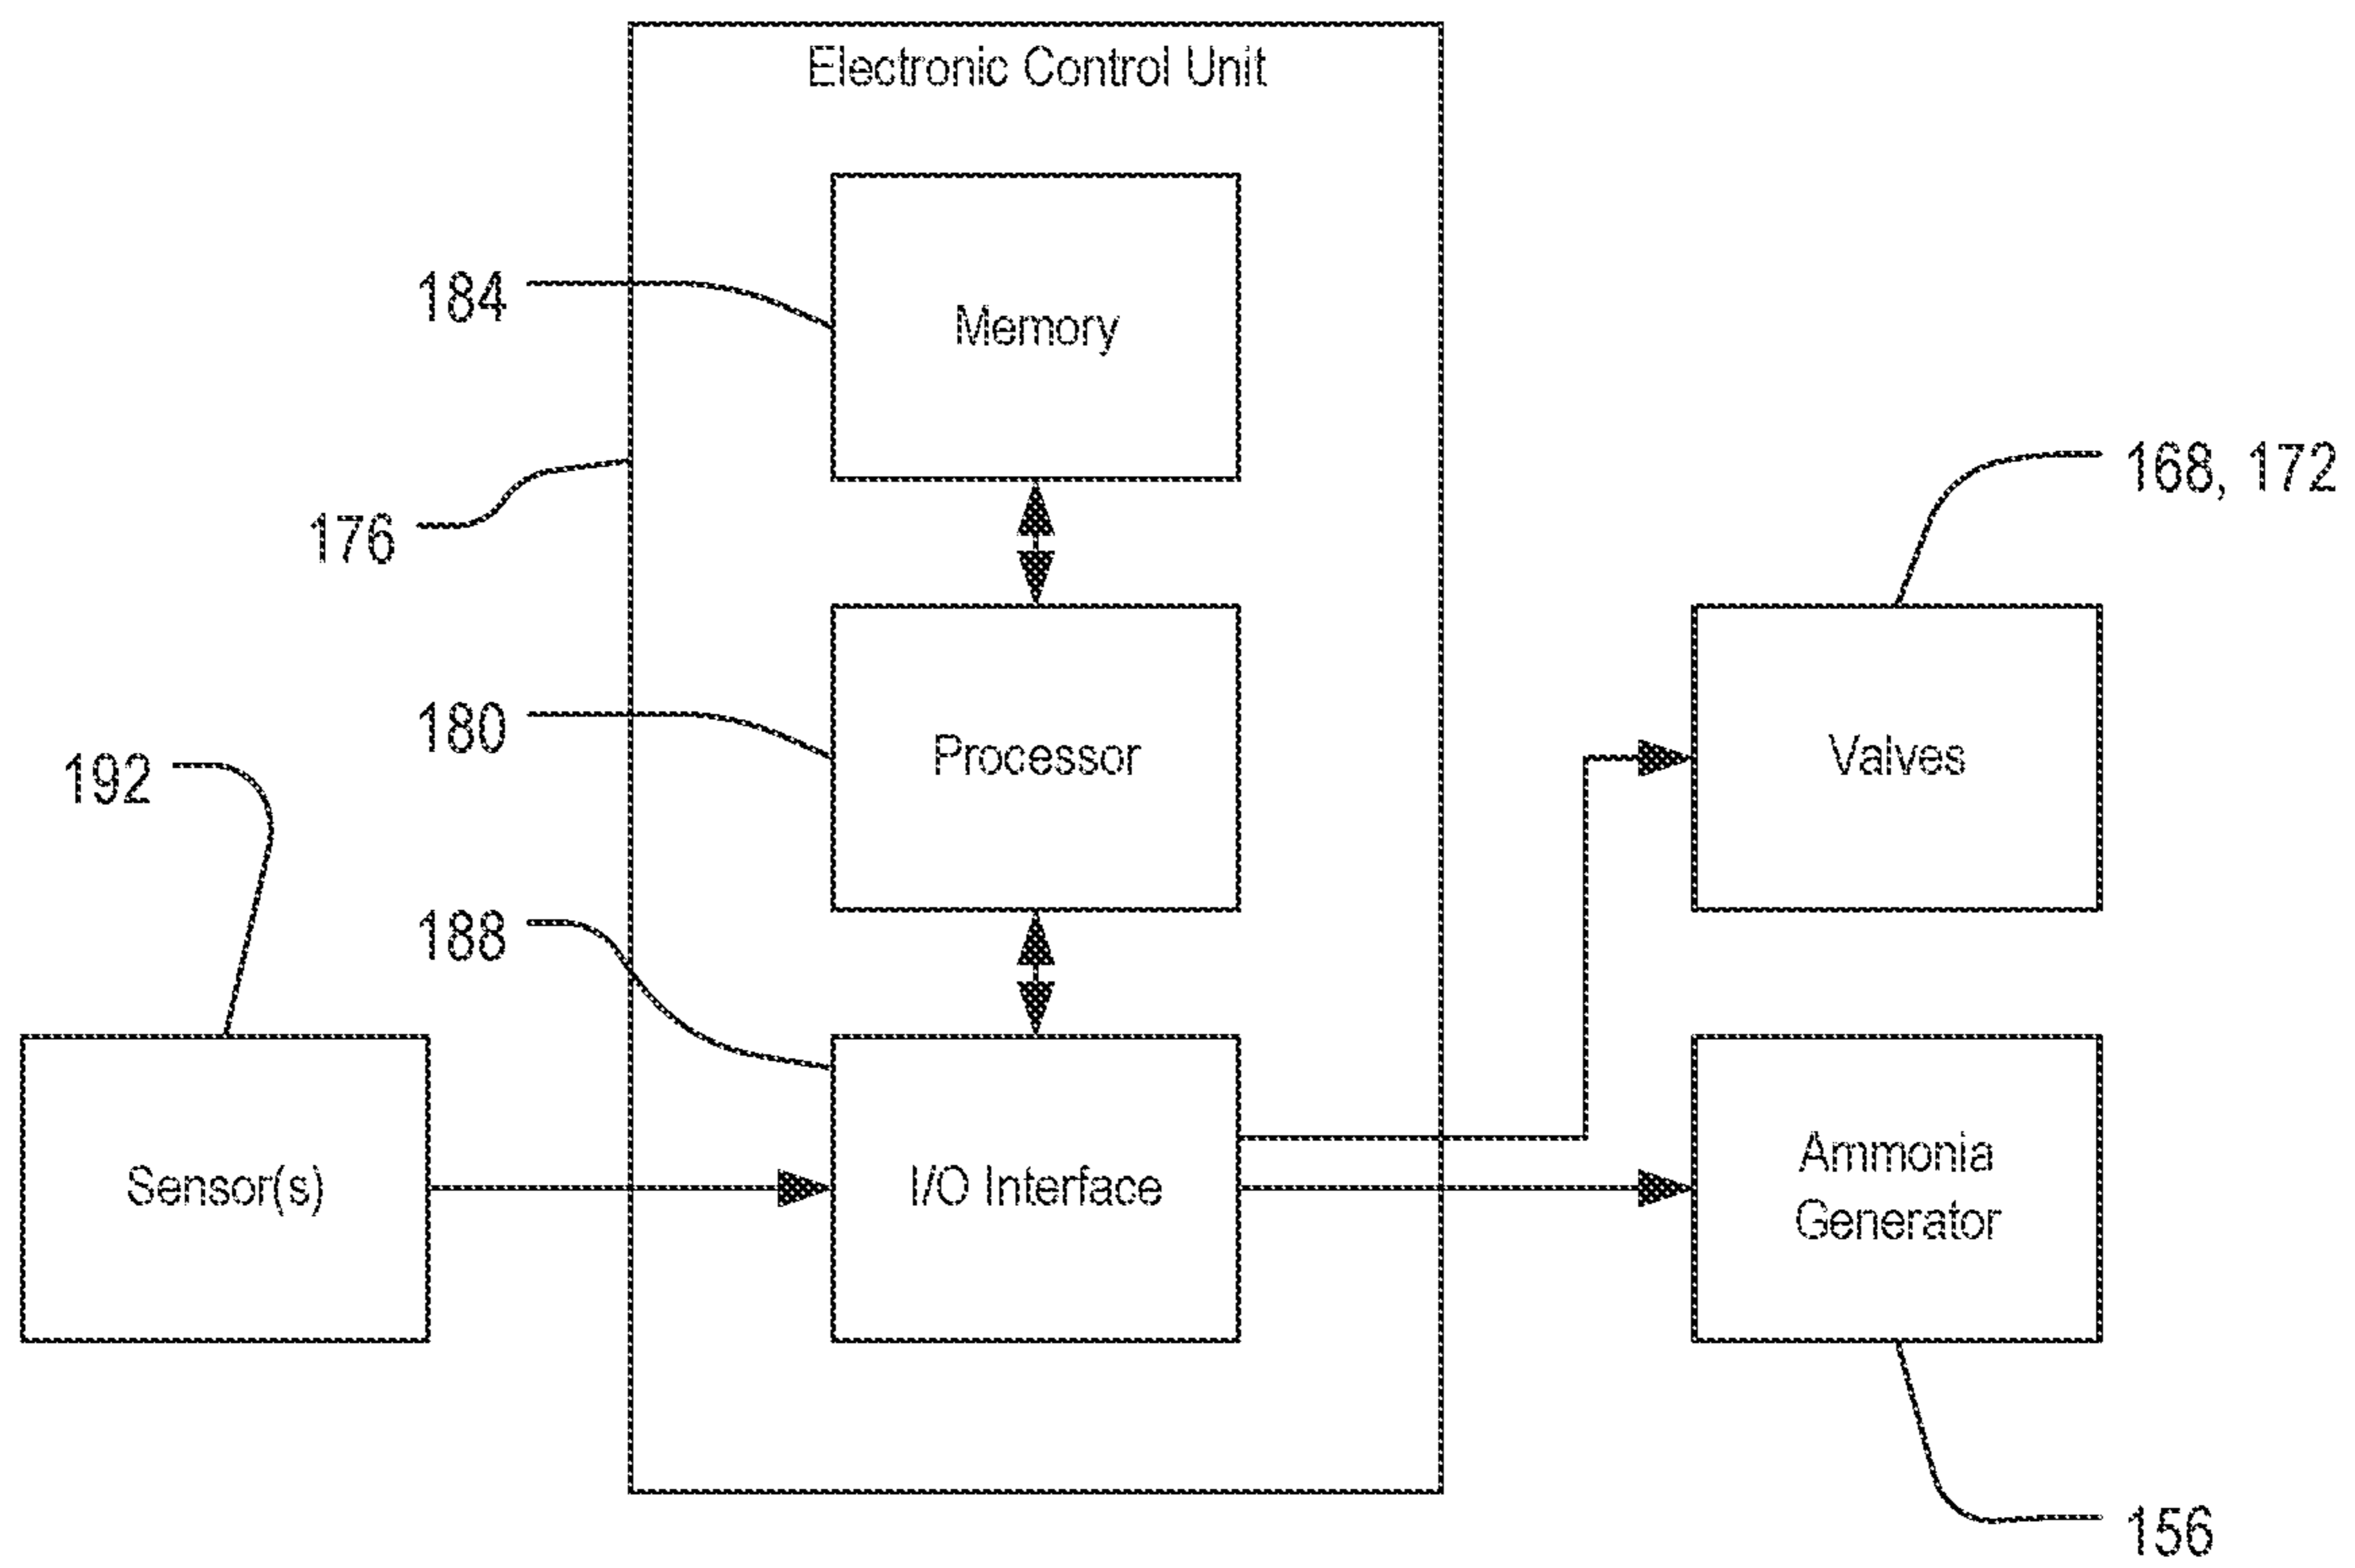 Electronic Control Unit
184
Memory
176
168, 172
180
Processor
Valves
192
188
Sensor(s)
I/O Interface
Ammonia
Generator
156